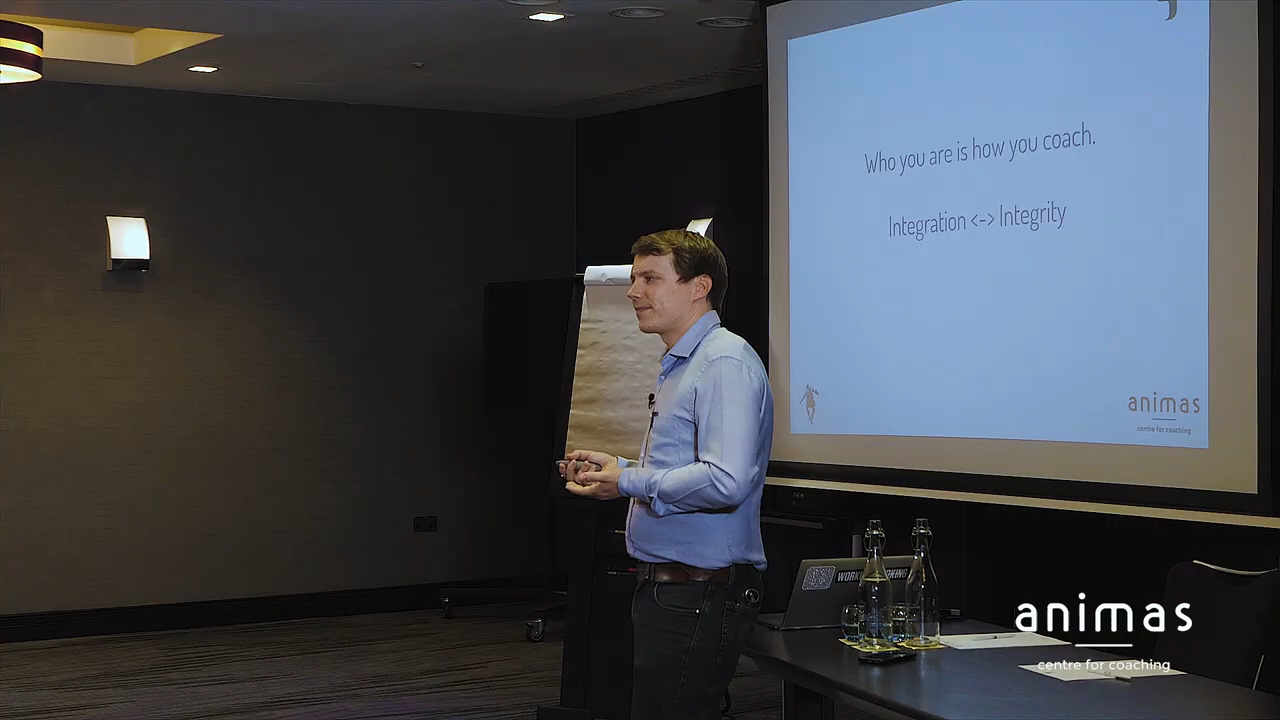 Who you are is how you coach.
Integration <-> Integrity
animas
centre for coaching
animas
centre for coaching